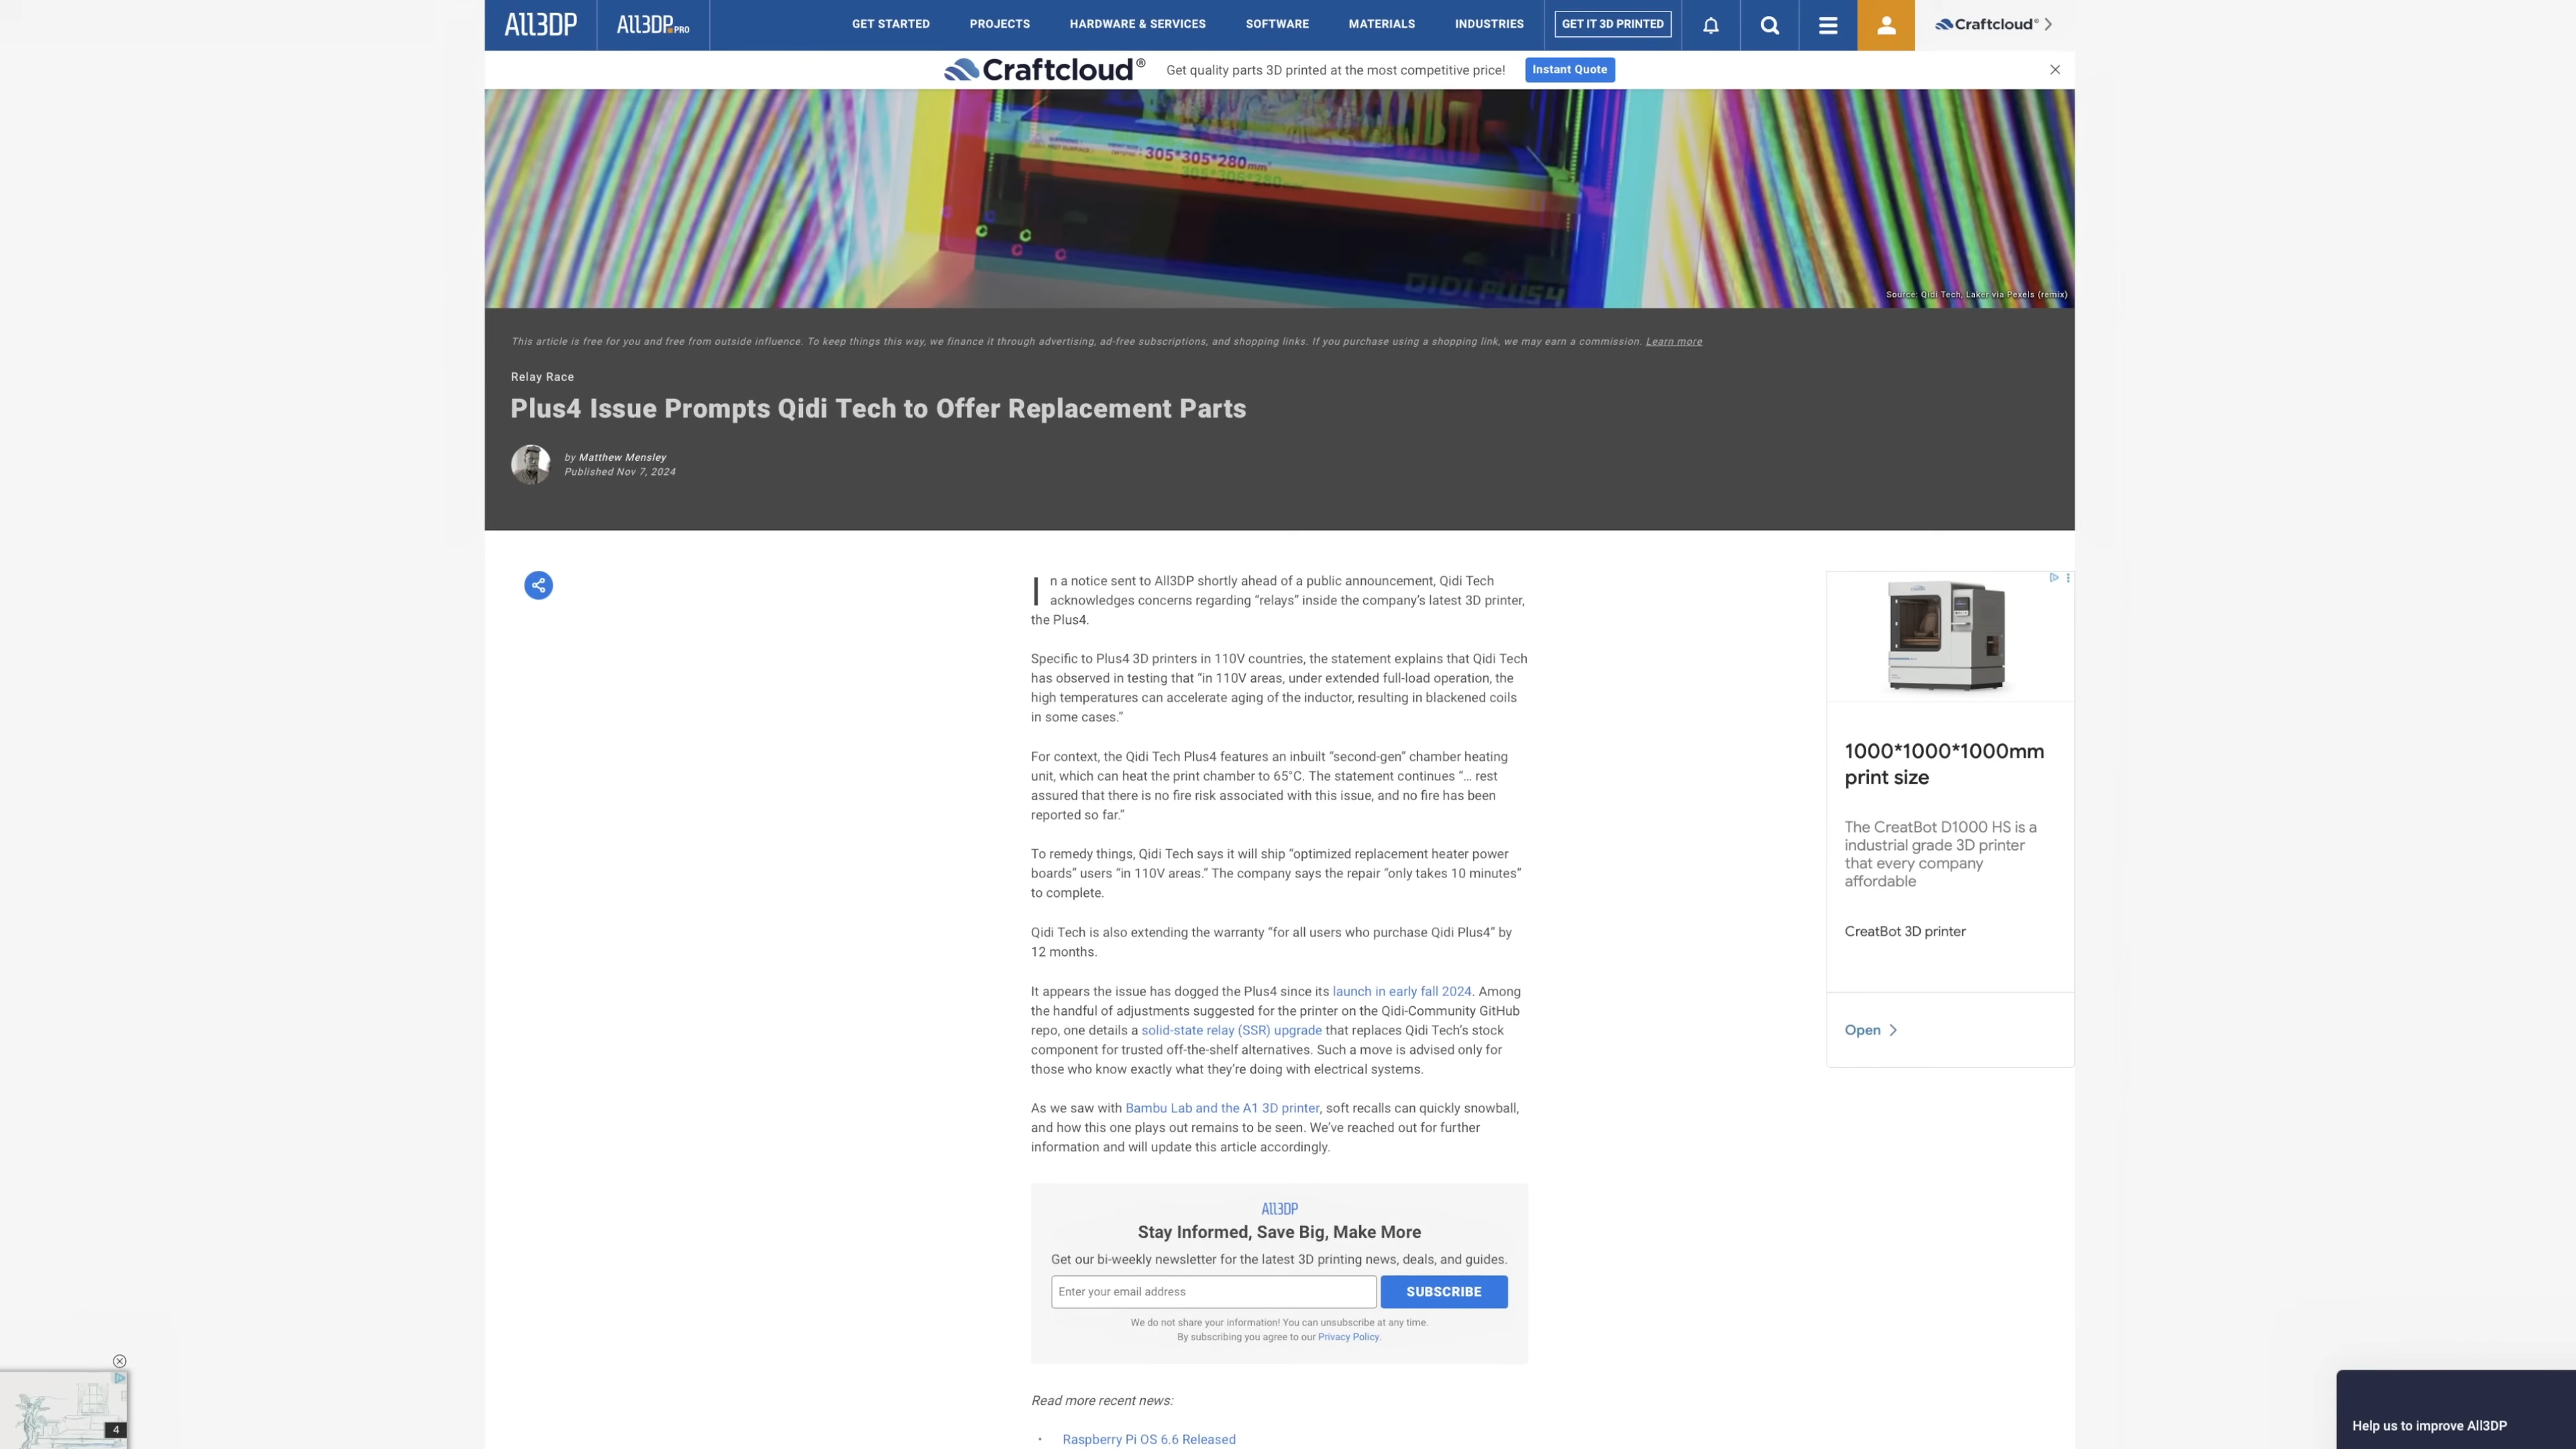 All3DP
All3DP.PRO
GET STARTED
PROJECTS
HARDWARE & SERVICES
SOFTWARE
MATERIALS
INDUSTRIES
GET IT 3D PRINTED
Craftcloud®
Craftcloud®
Get quality parts 3D printed at the most competitive price!
Instant Quote
305*305*280mm
305*305*280mm
QIDI PLUS4
Source: Qidi Tech, Laker via Pexels (remix)
This article is free for you and free from outside influence. To keep things this way, we finance it through advertising, ad-free subscriptions, and shopping links. If you purchase using a shopping link, we may earn a commission. Learn more
Relay Race
Plus4 Issue Prompts Qidi Tech to Offer Replacement Parts
by Matthew Mensley
Published Nov 7, 2024
In a notice sent to All3DP shortly ahead of a public announcement, Qidi Tech
acknowledges concerns regarding “relays” inside the company’s latest 3D printer,
the Plus4.
Specific to Plus4 3D printers in 110V countries, the statement explains that Qidi Tech
has observed in testing that “in 110V areas, under extended full-load operation, the
high temperatures can accelerate aging of the inductor, resulting in blackened coils
in some cases.”
For context, the Qidi Tech Plus4 features an inbuilt “second-gen” chamber heating
unit, which can heat the print chamber to 65°C. The statement continues “… rest
assured that there is no fire risk associated with this issue, and no fire has been
reported so far.”
To remedy things, Qidi Tech says it will ship “optimized replacement heater power
boards” users “in 110V areas.” The company says the repair “only takes 10 minutes”
to complete.
Qidi Tech is also extending the warranty “for all users who purchase Qidi Plus4” by
12 months.
It appears the issue has dogged the Plus4 since its launch in early fall 2024. Among
the handful of adjustments suggested for the printer on the Qidi-Community GitHub
repo, one details a solid-state relay (SSR) upgrade that replaces Qidi Tech’s stock
component for trusted off-the-shelf alternatives. Such a move is advised only for
those who know exactly what they’re doing with electrical systems.
As we saw with Bambu Lab and the A1 3D printer, soft recalls can quickly snowball,
and how this one plays out remains to be seen. We’ve reached out for further
information and will update this article accordingly.
1000*1000*1000mm
print size
The CreatBot D1000 HS is a
industrial grade 3D printer
that every company
affordable
CreatBot 3D printer
Open
All3DP
Stay Informed, Save Big, Make More
Get our bi-weekly newsletter for the latest 3D printing news, deals, and guides.
Enter your email address
SUBSCRIBE
We do not share your information! You can unsubscribe at any time.
By subscribing you agree to our Privacy Policy.
Read more recent news:
• Raspberry Pi OS 6.6 Released
4
Help us to improve All3DP